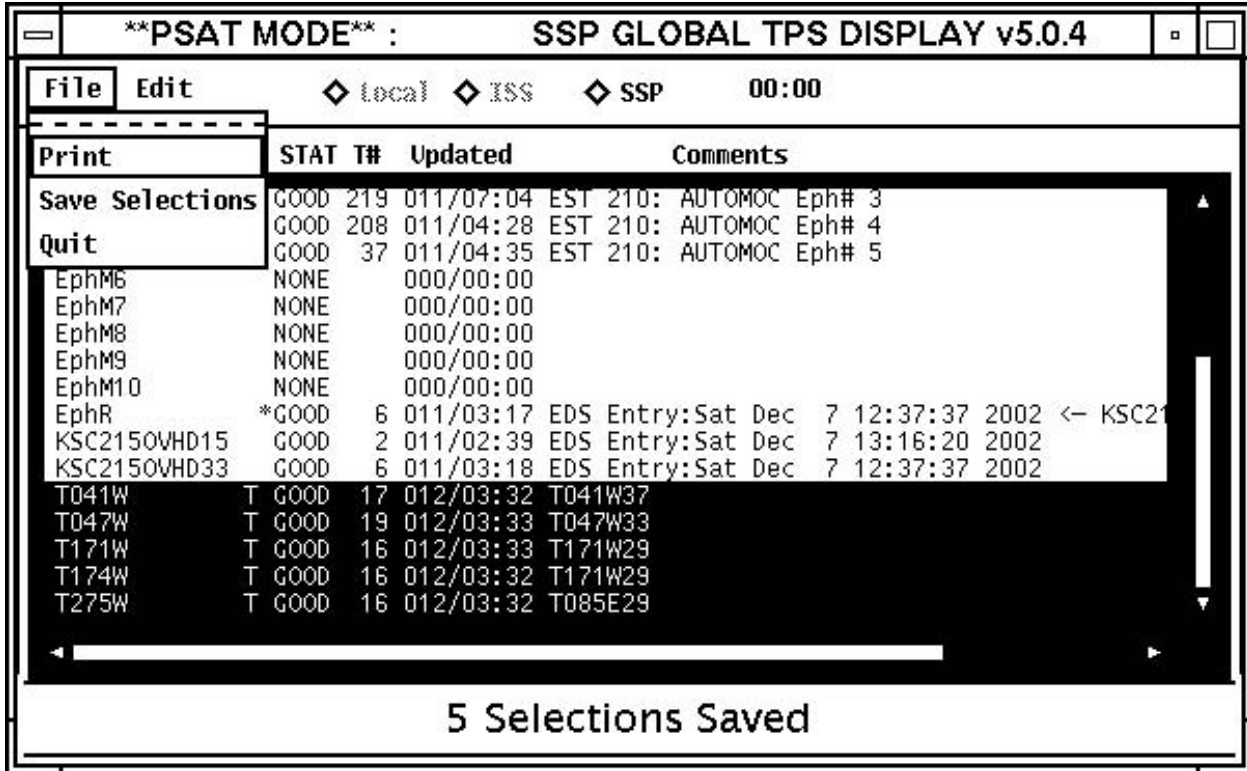 **PSAT MODE** : SSP GLOBAL TPS DISPLAY v5.0.4
File Edit Local ISS SSP 00:00
Print STAT T# Updated Comments
Save Selections GOOD 219 011/07:04 EST 210: AUTOMOC Eph# 3
GOOD 208 011/04:28 EST 210: AUTOMOC Eph# 4
Quit GOOD 37 011/04:35 EST 210: AUTOMOC Eph# 5
EphM6 NONE 000/00:00
EphM7 NONE 000/00:00
EphM8 NONE 000/00:00
EphM9 NONE 000/00:00
EphM10 NONE 000/00:00
EphR *GOOD 6 011/03:17 EDS Entry:Sat Dec 7 12:37:37 2002 <— KSC21
KSC2150VHD15 GOOD 2 011/02:39 EDS Entry:Sat Dec 7 13:16:20 2002
KSC2150VHD33 GOOD 6 011/03:18 EDS Entry:Sat Dec 7 12:37:37 2002
T041W T GOOD 17 012/03:32 T041W37
T047W T GOOD 19 012/03:33 T047W33
T171W T GOOD 16 012/03:33 T171W29
T174W T GOOD 16 012/03:32 T171W29
T275W T GOOD 16 012/03:32 T085E29
5 Selections Saved